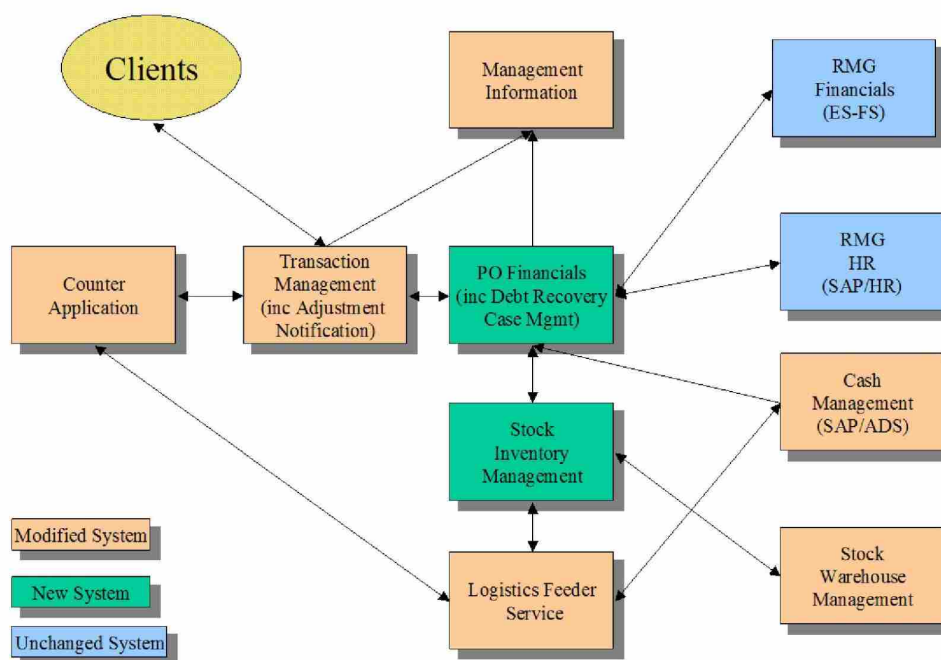 Clients
Management
Information
RMG
Financials
(ES-FS)
Counter
Application
Transaction
Management
(inc Adjustment
Notification)
PO Financials
(inc Debt Recovery
Case Mgmt)
RMG
HR
(SAP/HR)
Cash
Management
(SAP/ADS)
Stock
Inventory
Management
Modified System
New System
Unchanged System
Logistics Feeder
Service
Stock
Warehouse
Management